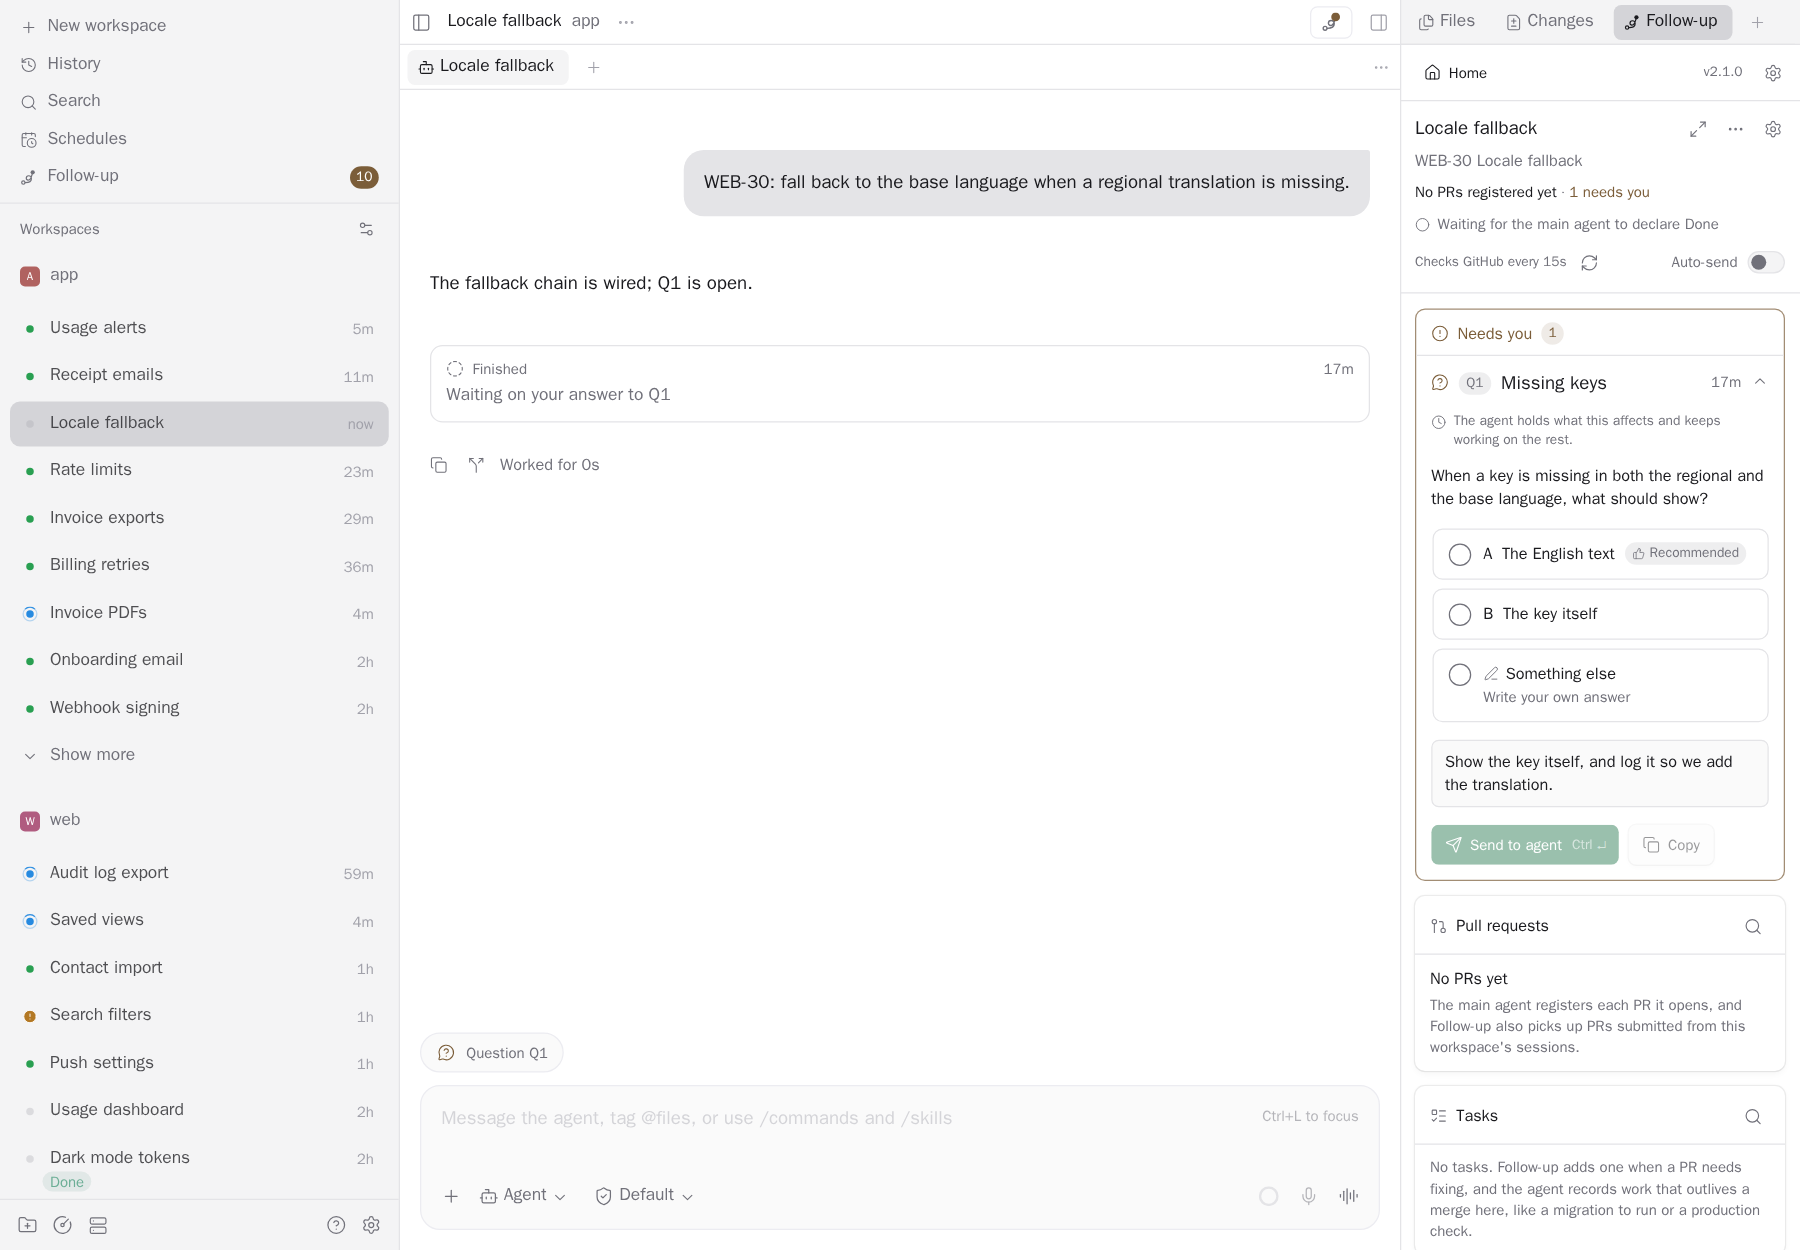 New workspace
History
Search
Schedules
Follow-up 10
Workspaces
A app
Usage alerts 5m
Receipt emails 11m
Locale fallback now
Rate limits 23m
Invoice exports 29m
Billing retries 36m
Invoice PDFs 4m
Onboarding email 2h
Webhook signing 2h
Show more
W web
Audit log export 59m
Saved views 4m
Contact import 1h
Search filters 1h
Push settings 1h
Usage dashboard 2h
Dark mode tokens 2h
Done
Locale fallback app
Locale fallback
WEB-30: fall back to the base language when a regional translation is missing.
The fallback chain is wired; Q1 is open.
Finished 17m
Waiting on your answer to Q1
Worked for 0s
Question Q1
Message the agent, tag @files, or use /commands and /skills Ctrl+L to focus
Agent Default
Files Changes Follow-up
Home v2.1.0
Locale fallback
WEB-30 Locale fallback
No PRs registered yet · 1 needs you
Waiting for the main agent to declare Done
Checks GitHub every 15s Auto-send
Needs you 1
Q1 Missing keys 17m
The agent holds what this affects and keeps
working on the rest.
When a key is missing in both the regional and
the base language, what should show?
A The English text Recommended
B The key itself
Something else
Write your own answer
Show the key itself, and log it so we add
the translation.
Send to agent Ctrl ↵ Copy
Pull requests
No PRs yet
The main agent registers each PR it opens, and
Follow-up also picks up PRs submitted from this
workspace's sessions.
Tasks
No tasks. Follow-up adds one when a PR needs
fixing, and the agent records work that outlives a
merge here, like a migration to run or a production
check.